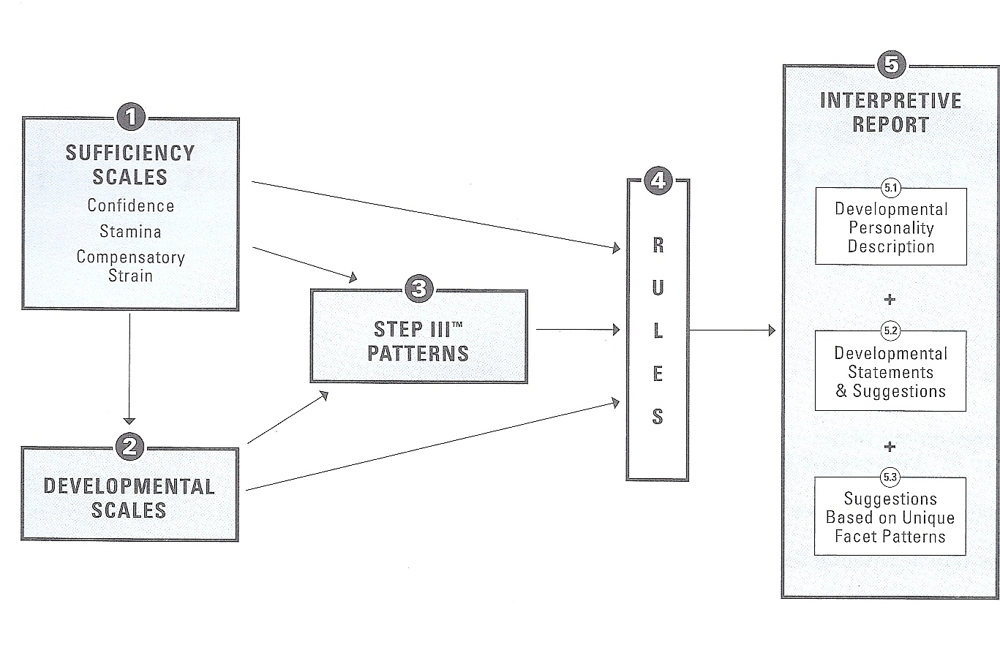 1
SUFFICIENCY
SCALES
Confidence
Stamina
Compensatory
Strain
2
DEVELOPMENTAL
SCALES
3
STEP III™
PATTERNS
4
R
U
L
E
S
5
INTERPRETIVE
REPORT
5.1
Developmental
Personality
Description
+
5.2
Developmental
Statements
& Suggestions
+
5.3
Suggestions
Based on Unique
Facet Patterns